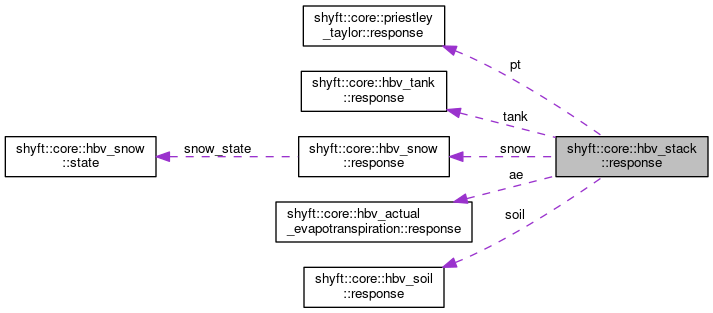 shyft::core::priestley
_taylor::response
pt
shyft::core::hbv_tank
::response
tank
shyft::core::hbv_snow
::state
snow_state
shyft::core::hbv_snow
::response
snow
shyft::core::hbv_stack
::response
ae
shyft::core::hbv_actual
_evapotranspiration::response
soil
shyft::core::hbv_soil
::response